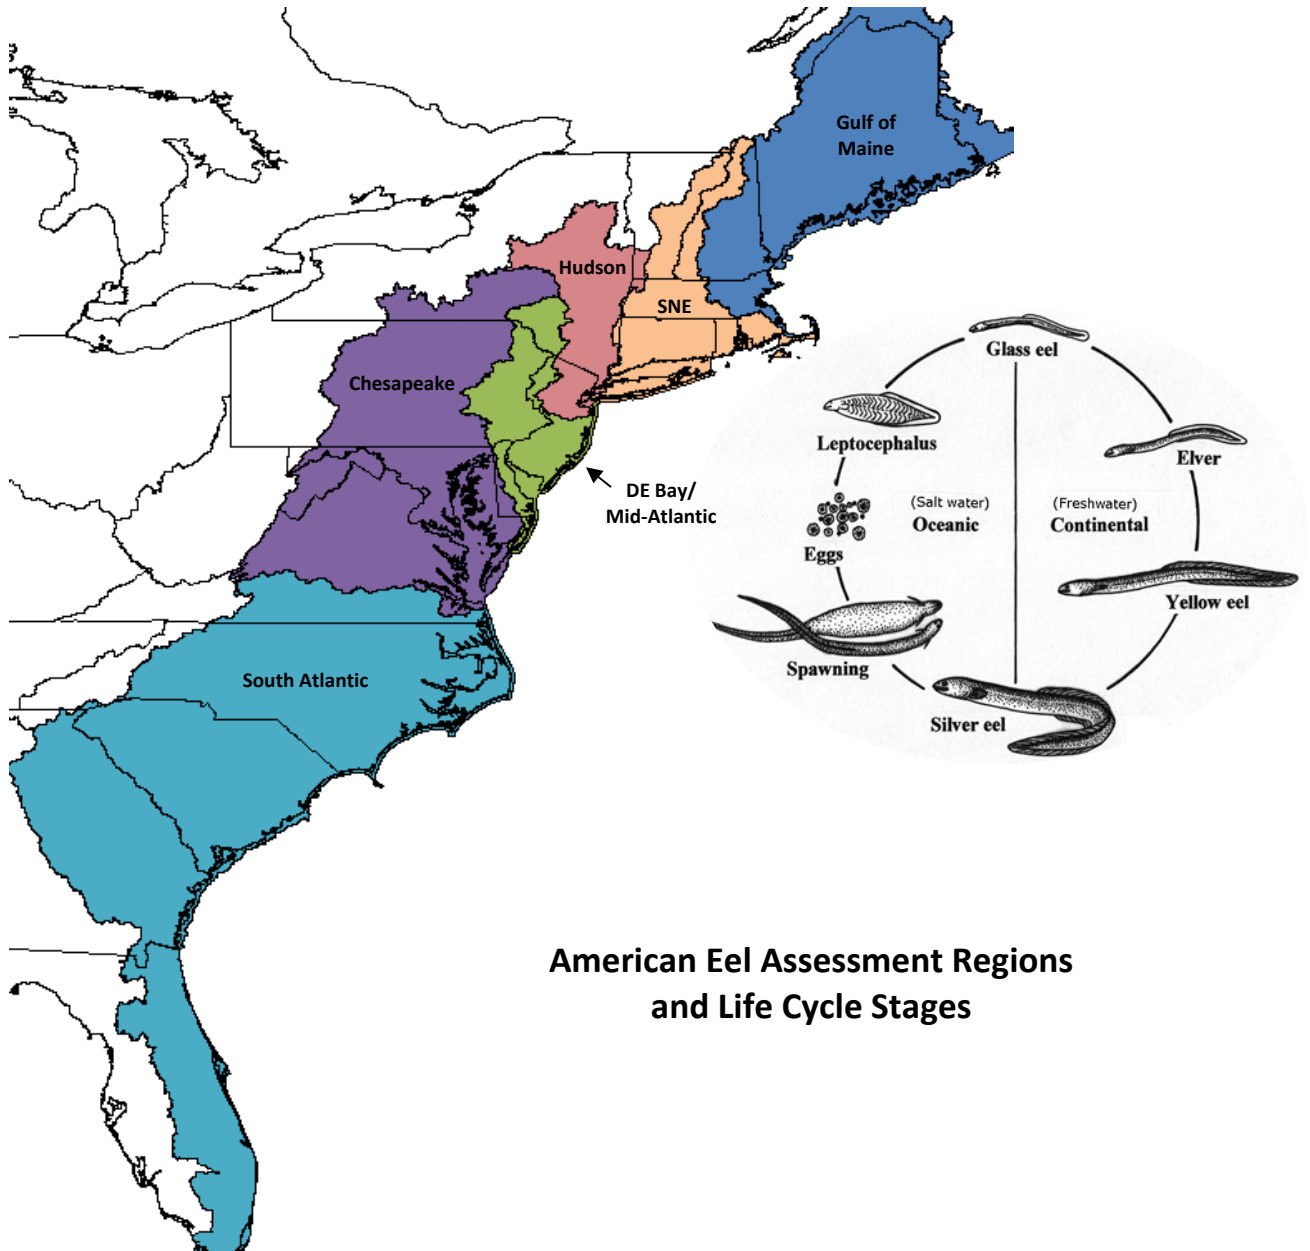 Gulf of
Maine
Hudson
SNE
Chesapeake
DE Bay/
Mid-Atlantic
South Atlantic
Glass eel
Leptocephalus
Elver
(Salt water)
Oceanic
(Freshwater)
Continental
Eggs
Yellow eel
Spawning
Silver eel
American Eel Assessment Regions
and Life Cycle Stages